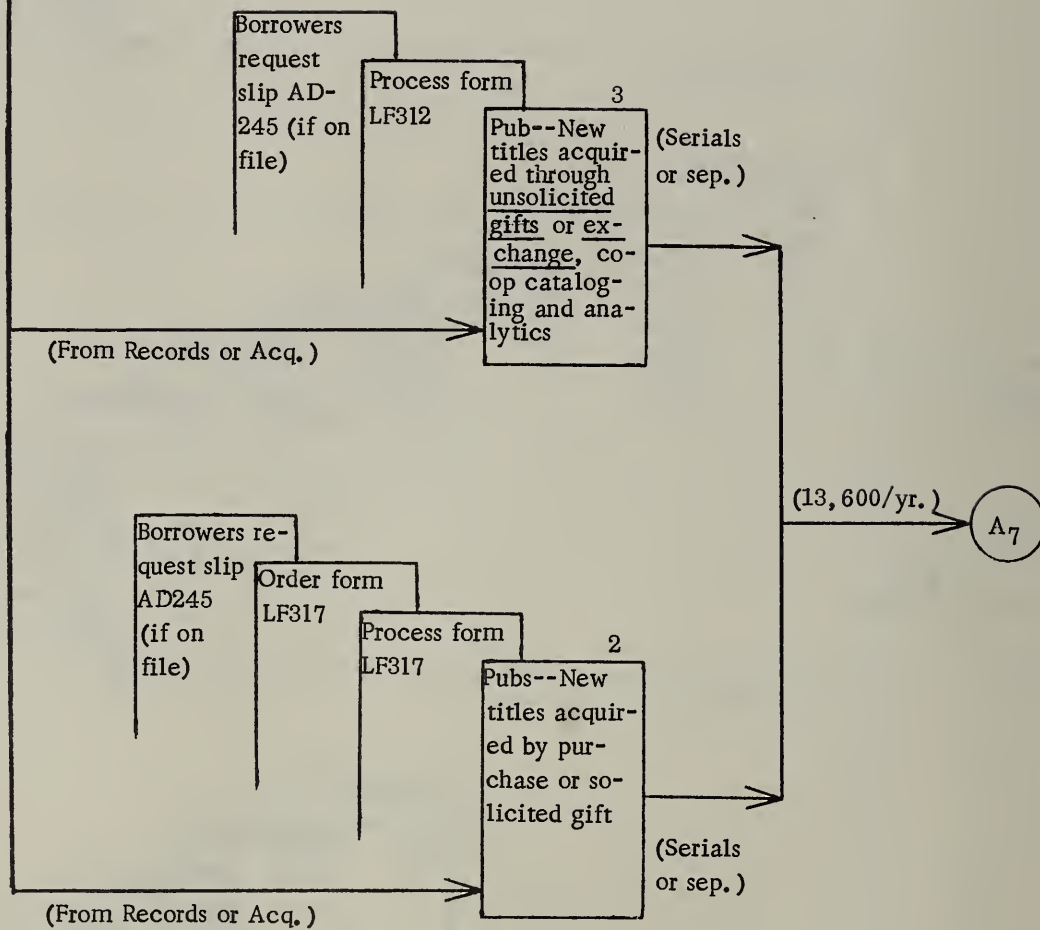 Borrowers
request
slip AD-
245 (if on
file)
Process form
LF312
3
Pub--New
titles acquir-
ed through
unsolicited
gifts or ex-
change, co-
op catalog-
ing and ana-
lytics
(Serials
or sep.)
(From Records or Acq.)
(13,600/yr.)
A7
Borrowers re-
quest slip
AD245
(if on
file)
Order form
LF317
Process form
LF317
2
Pubs--New
titles acquir-
ed by pur-
chase or so-
licited gift
(Serials
or sep.)
(From Records or Acq.)